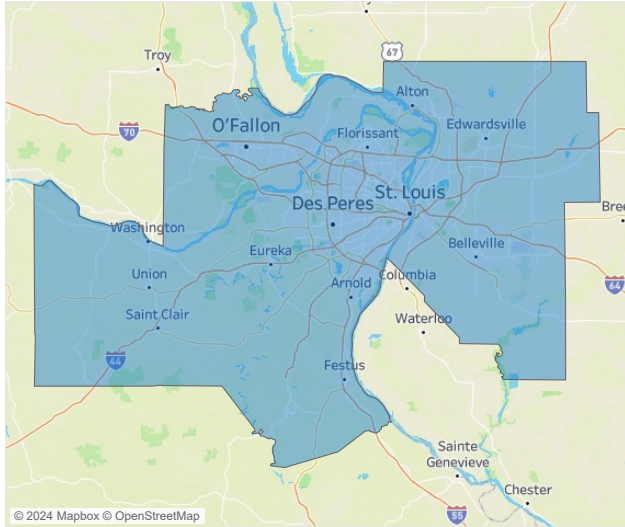 67
Troy
Alton
70
O'Fallon
Florissant
Edwardsville
Des Peres
St. Louis
Washington
Eureka
Belleville
Union
Arnold
Columbia
64
Saint Clair
Waterloo
44
Festus
Sainte
Genevieve
Chester
55
© 2024 Mapbox © OpenStreetMap